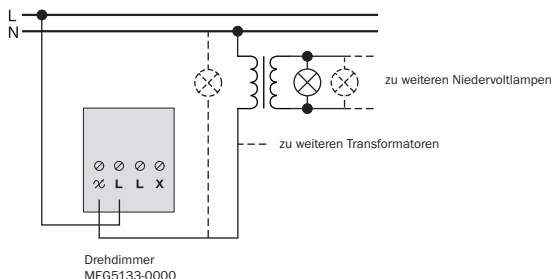 L
N
zu weiteren Niedervoltlampen
zu weiteren Transformatoren
L L X
Drehdimmer
MEG5133-0000